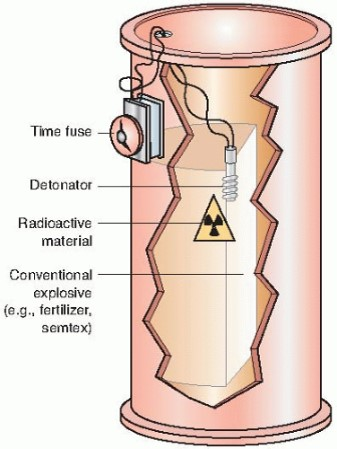 Time fuse
Detonator
Radioactive
material
Conventional
explosive
(e.g., fertilizer,
semtex)